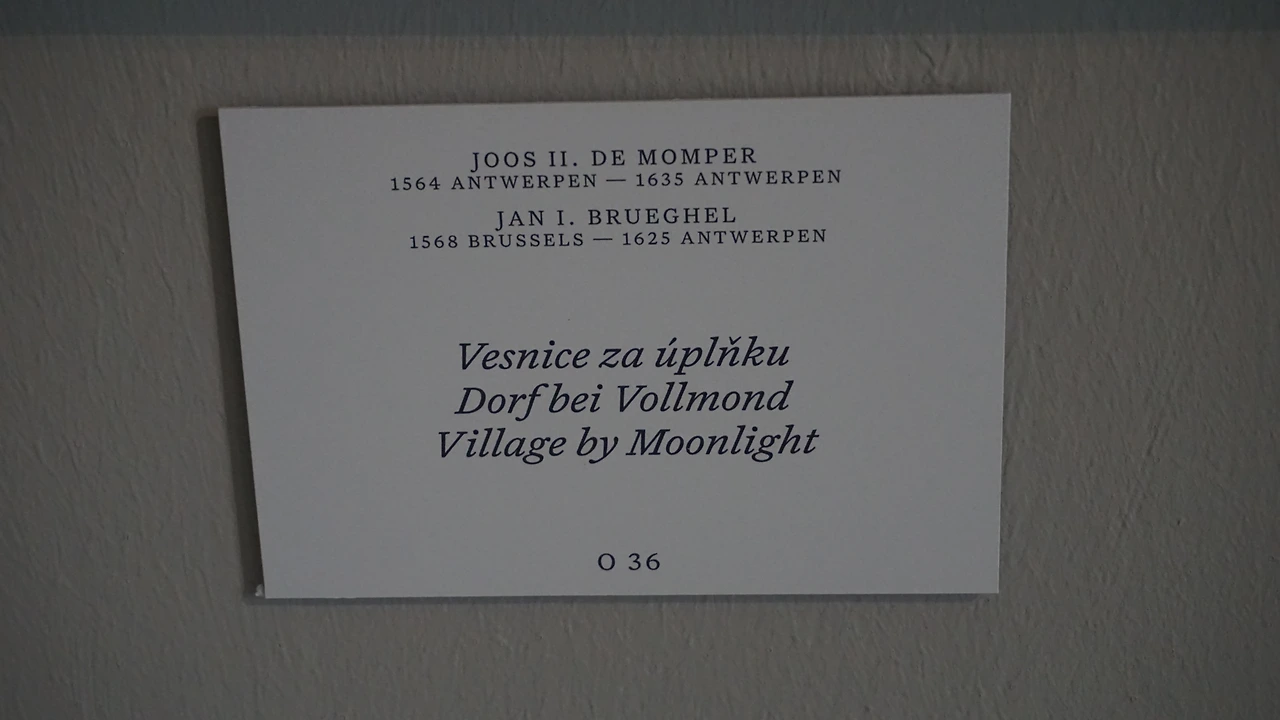 JOOS II. DE MOMPER
1564 ANTWERPEN — 1635 ANTWERPEN
JAN I. BRUEGHEL
1568 BRUSSELS — 1625 ANTWERPEN
Vesnice za úplňku
Dorf bei Vollmond
Village by Moonlight
O 36